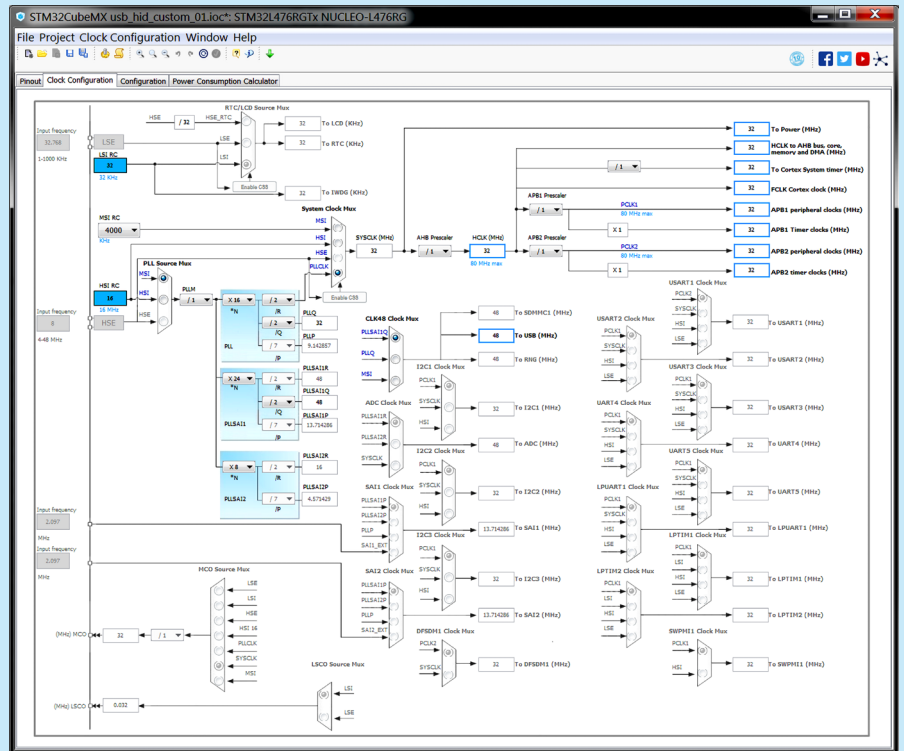 STM32CubeMX usb_hid_custom_01.ioc*: STM32L476RGTx NUCLEO-L476RG
File Project Clock Configuration Window Help
Pinout Clock Configuration Configuration Power Consumption Calculator
RTC/LCD Source Mux
HSE / 32 HSE_RTC 32 To LCD (KHz)
Input frequency
32.768 LSE LSE 32 To RTC (KHz)
1-1000 KHz
LSI RC LSI
32
32 KHz
Enable CSS
32 To IWDG (KHz)
32 To Power (MHz)
32 HCLK to AHB bus, core, memory and DMA (MHz)
/ 1 32 To Cortex System timer (MHz)
32 FCLK Cortex clock (MHz)
System Clock Mux
MSI RC MSI
4000
KHz
HSI
HSE
PLLCLK
Enable CSS
SYSCLK (MHz) AHB Prescaler HCLK (MHz)
32 / 1 32
80 MHz max
APB1 Prescaler PCLK1
/ 1 80 MHz max 32 APB1 peripheral clocks (MHz)
X 1 32 APB1 Timer clocks (MHz)
APB2 Prescaler PCLK2
/ 1 80 MHz max 32 APB2 peripheral clocks (MHz)
X 1 32 APB2 timer clocks (MHz)
PLL Source Mux
MSI
HSI
HSE
PLLM
/ 1
HSI RC
16
16 MHz
Input frequency
8 HSE
4-48 MHz
X 16 / 2
*N /R
/ 2 PLLQ 32
/Q PLLP
PLL / 7 9.142857
/P
PLLSAI1R
X 24 / 2 48
*N /R PLLSAI1Q
/ 2 48
/Q PLLSAI1P
PLLSAI1 / 7 13.714286
/P
PLLSAI2R
X 8 / 2 16
*N /R PLLSAI2P
PLLSAI2 / 7 4.571429
/P
CLK48 Clock Mux
PLLSAI1Q
PLLQ
MSI
48 To SDMMC1 (MHz)
48 To USB (MHz)
48 To RNG (MHz)
I2C1 Clock Mux
PCLK1
SYSCLK
HSI
32 To I2C1 (MHz)
ADC Clock Mux
PLLSAI1R
PLLSAI2R
SYSCLK
48 To ADC (MHz)
I2C2 Clock Mux
PCLK1
SYSCLK
HSI
32 To I2C2 (MHz)
SAI1 Clock Mux
PLLSAI1P
PLLSAI2P
PLLP
SAI1_EXT
13.714286 To SAI1 (MHz)
I2C3 Clock Mux
PCLK1
SYSCLK
HSI
32 To I2C3 (MHz)
SAI2 Clock Mux
PLLSAI1P
PLLSAI2P
PLLP
SAI2_EXT
13.714286 To SAI2 (MHz)
DFSDM1 Clock Mux
PCLK2
SYSCLK
32 To DFSDM1 (MHz)
USART1 Clock Mux
PCLK2
SYSCLK
HSI
LSE
32 To USART1 (MHz)
USART2 Clock Mux
PCLK1
SYSCLK
HSI
LSE
32 To USART2 (MHz)
USART3 Clock Mux
PCLK1
SYSCLK
HSI
LSE
32 To USART3 (MHz)
UART4 Clock Mux
PCLK1
SYSCLK
HSI
LSE
32 To UART4 (MHz)
UART5 Clock Mux
PCLK1
SYSCLK
HSI
LSE
32 To UART5 (MHz)
LPUART1 Clock Mux
PCLK1
SYSCLK
HSI
LSE
32 To LPUART1 (MHz)
LPTIM1 Clock Mux
PCLK1
LSI
HSI
LSE
32 To LPTIM1 (MHz)
LPTIM2 Clock Mux
PCLK1
LSI
HSI
LSE
32 To LPTIM2 (MHz)
SWPMI1 Clock Mux
PCLK1
HSI
32 To SWPMI1 (MHz)
Input frequency
2.097
MHz
Input frequency
2.097
MHz
MCO Source Mux
LSE
LSI
HSE
HSI 16
PLLCLK
SYSCLK
MSI
(MHz) MCO 32 / 1
LSCO Source Mux
LSI
LSE
(MHz) LSCO 0.032